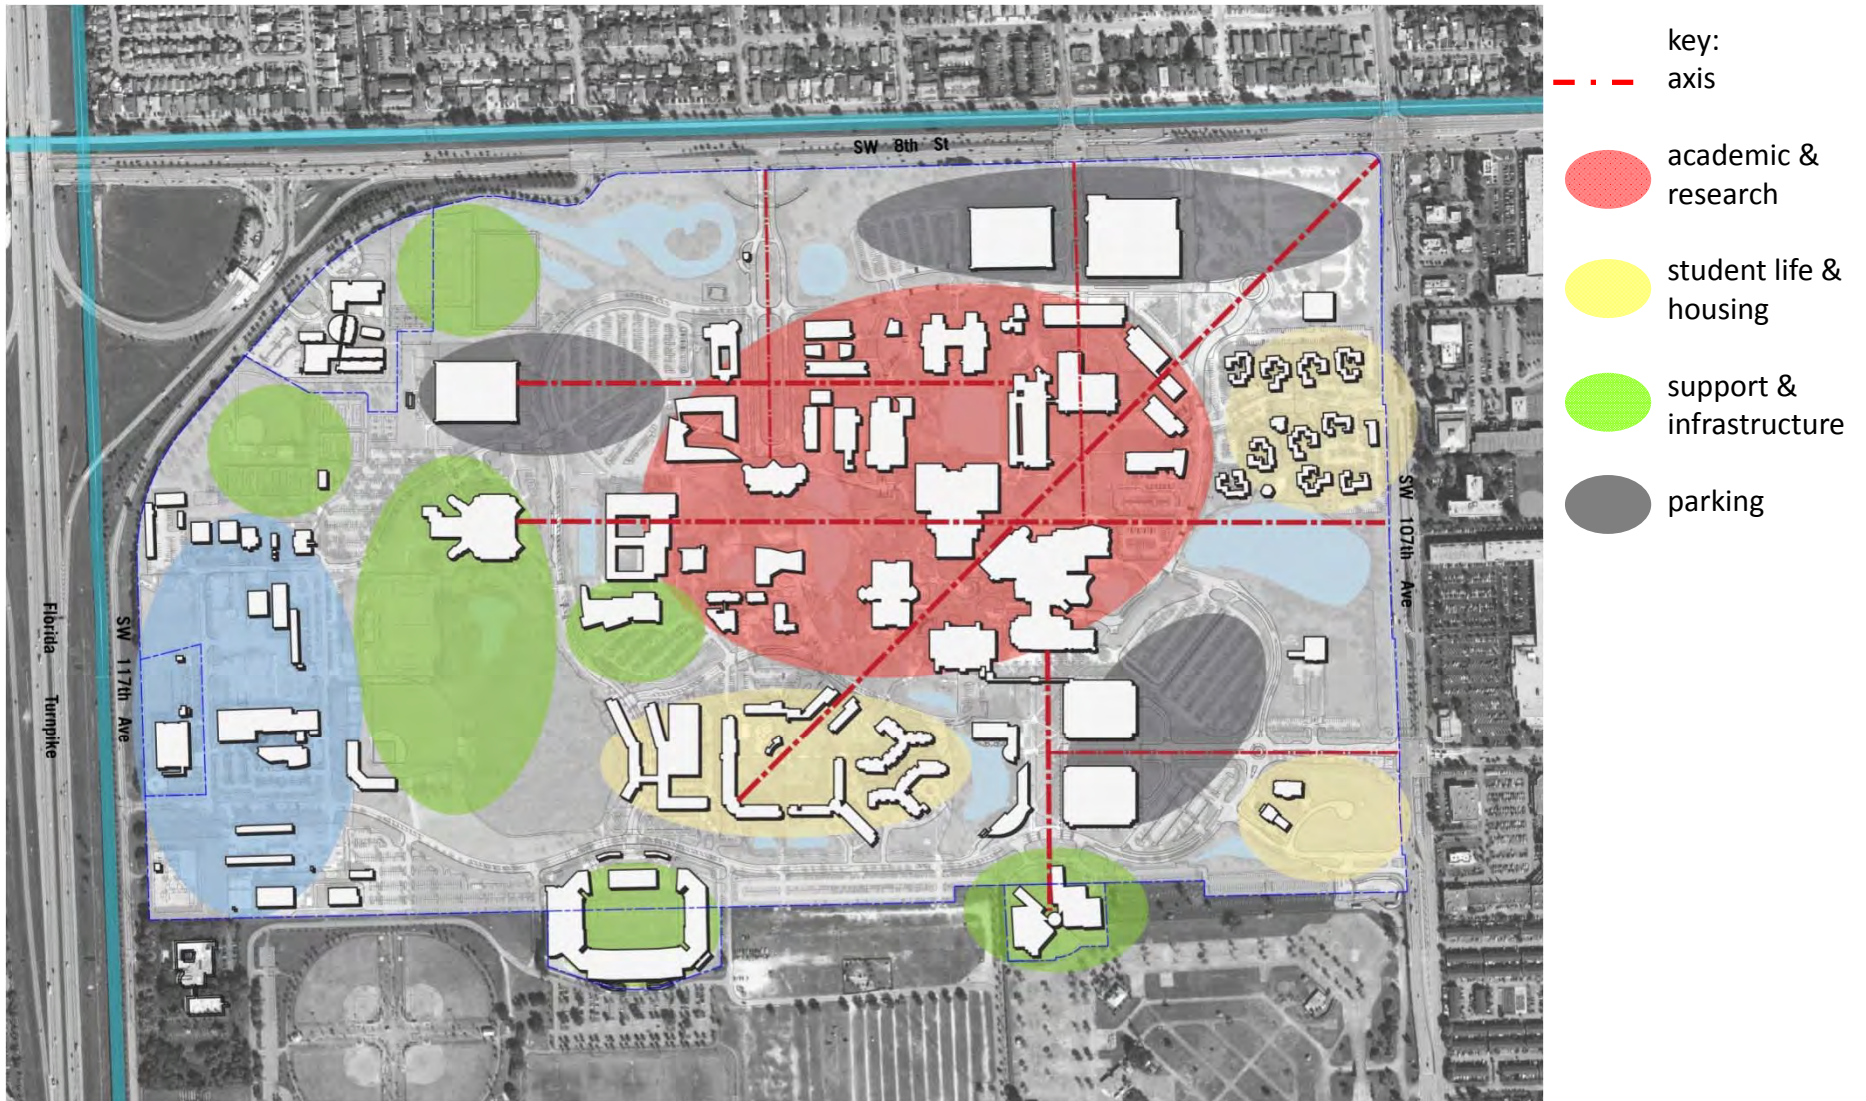 key:
axis
academic &
research
student life &
housing
support &
infrastructure
parking
SW 8th St
SW 107th Ave
SW 117th Ave
Florida Turnpike